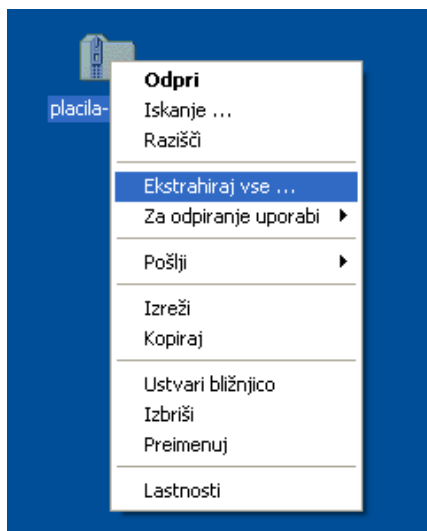 placila-
Odpri
Iskanje ...
Razišči
Ekstrahiraj vse ...
Za odpiranje uporabi
Pošlji
Izreži
Kopiraj
Ustvari bližnjico
Izbriši
Preimenuj
Lastnosti